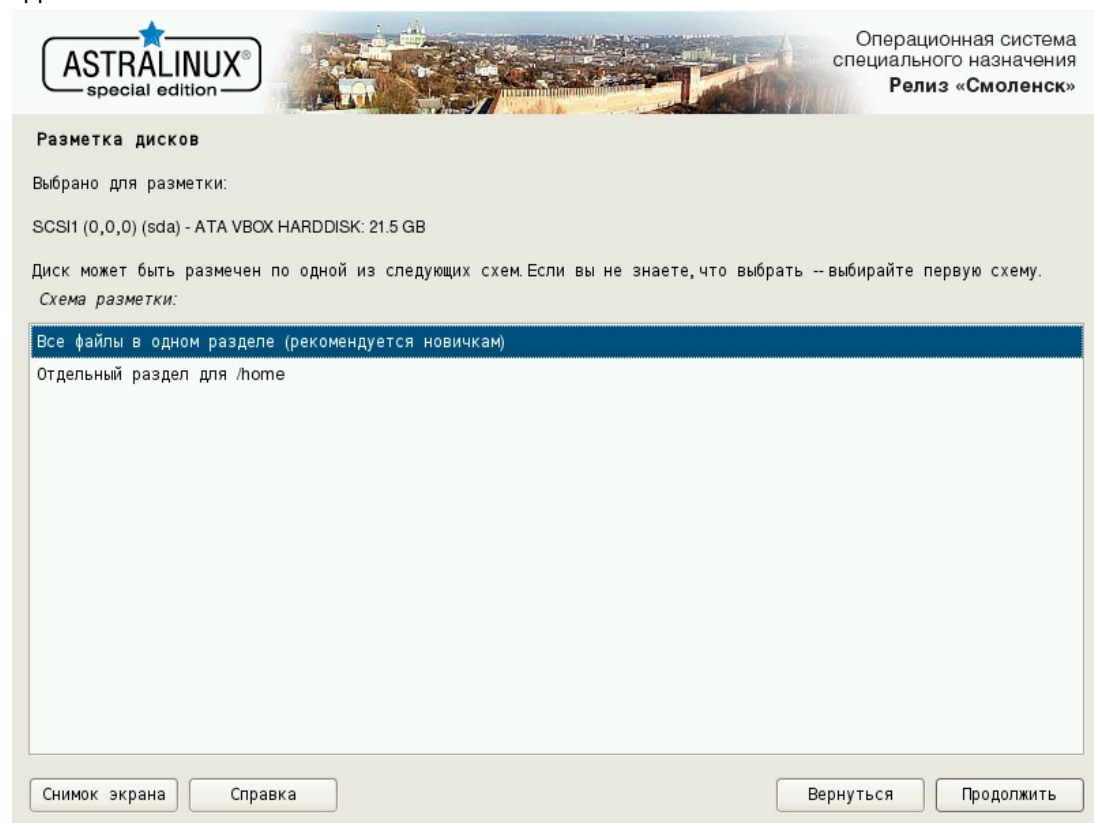 ASTRALINUX®
special edition
Операционная система
специального назначения
Релиз «Смоленск»
Разметка дисков
Выбрано для разметки:
SCSI1 (0,0,0) (sda) - ATA VBOX HARDDISK: 21.5 GB
Диск может быть размечен по одной из следующих схем. Если вы не знаете, что выбрать -- выбирайте первую схему.
Схема разметки:
Все файлы в одном разделе (рекомендуется новичкам)
Отдельный раздел для /home
Снимок экрана
Справка
Вернуться
Продолжить